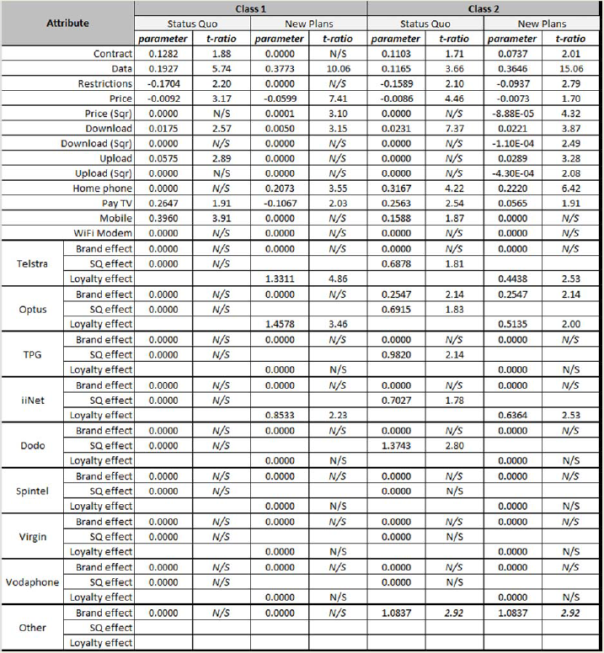 Attribute Class 1 Class 2
Status Quo New Plans Status Quo New Plans
parameter t-ratio parameter t-ratio parameter t-ratio parameter t-ratio
Contract 0.1282 1.88 0.0000 N/S 0.1103 1.71 0.0737 2.01
Data 0.1927 5.74 0.3773 10.06 0.1165 3.66 0.3646 15.06
Restrictions -0.1704 2.20 0.0000 N/S -0.1589 2.10 -0.0937 2.79
Price -0.0092 3.17 -0.0599 7.41 -0.0086 4.46 -0.0073 1.70
Price (Sqr) 0.0000 N/S 0.0001 3.10 0.0000 N/S -8.88E-05 4.32
Download 0.0175 2.57 0.0050 3.15 0.0231 7.37 0.0221 3.87
Download (Sqr) 0.0000 N/S 0.0000 N/S 0.0000 N/S -1.10E-04 2.49
Upload 0.0575 2.89 0.0000 N/S 0.0000 N/S 0.0289 3.28
Upload (Sqr) 0.0000 N/S 0.0000 N/S 0.0000 N/S -4.30E-04 2.08
Home phone 0.0000 N/S 0.2073 3.55 0.3167 4.22 0.2220 6.42
Pay TV 0.2647 1.91 -0.1067 2.03 0.2563 2.54 0.0565 1.91
Mobile 0.3960 3.91 0.0000 N/S 0.1588 1.87 0.0000 N/S
WiFi Modem 0.0000 N/S 0.0000 N/S 0.0000 N/S 0.0000 N/S
Telstra
Brand effect 0.0000 N/S 0.0000 N/S 0.0000 N/S 0.0000 N/S
SQ effect 0.0000 N/S 0.6878 1.81
Loyalty effect 1.3311 4.86 0.4438 2.53
Optus
Brand effect 0.0000 N/S 0.0000 N/S 0.2547 2.14 0.2547 2.14
SQ effect 0.0000 N/S 0.6915 1.83
Loyalty effect 1.4578 3.46 0.5135 2.00
TPG
Brand effect 0.0000 N/S 0.0000 N/S 0.0000 N/S 0.0000 N/S
SQ effect 0.0000 N/S 0.9820 2.14
Loyalty effect 0.0000 N/S 0.0000 N/S
iiNet
Brand effect 0.0000 N/S 0.0000 N/S 0.0000 N/S 0.0000 N/S
SQ effect 0.0000 N/S 0.7027 1.78
Loyalty effect 0.8533 2.23 0.6364 2.53
Dodo
Brand effect 0.0000 N/S 0.0000 N/S 0.0000 N/S 0.0000 N/S
SQ effect 0.0000 N/S 1.3743 2.80
Loyalty effect 0.0000 N/S 0.0000 N/S
Spintel
Brand effect 0.0000 N/S 0.0000 N/S 0.0000 N/S 0.0000 N/S
SQ effect 0.0000 N/S 0.0000 N/S
Loyalty effect 0.0000 N/S 0.0000 N/S
Virgin
Brand effect 0.0000 N/S 0.0000 N/S 0.0000 N/S 0.0000 N/S
SQ effect 0.0000 N/S 0.0000 N/S
Loyalty effect 0.0000 N/S 0.0000 N/S
Vodaphone
Brand effect 0.0000 N/S 0.0000 N/S 0.0000 N/S 0.0000 N/S
SQ effect 0.0000 N/S 0.0000 N/S
Loyalty effect 0.0000 N/S 0.0000 N/S
Other
Brand effect 0.0000 N/S 0.0000 N/S 1.0837 2.92 1.0837 2.92
SQ effect
Loyalty effect